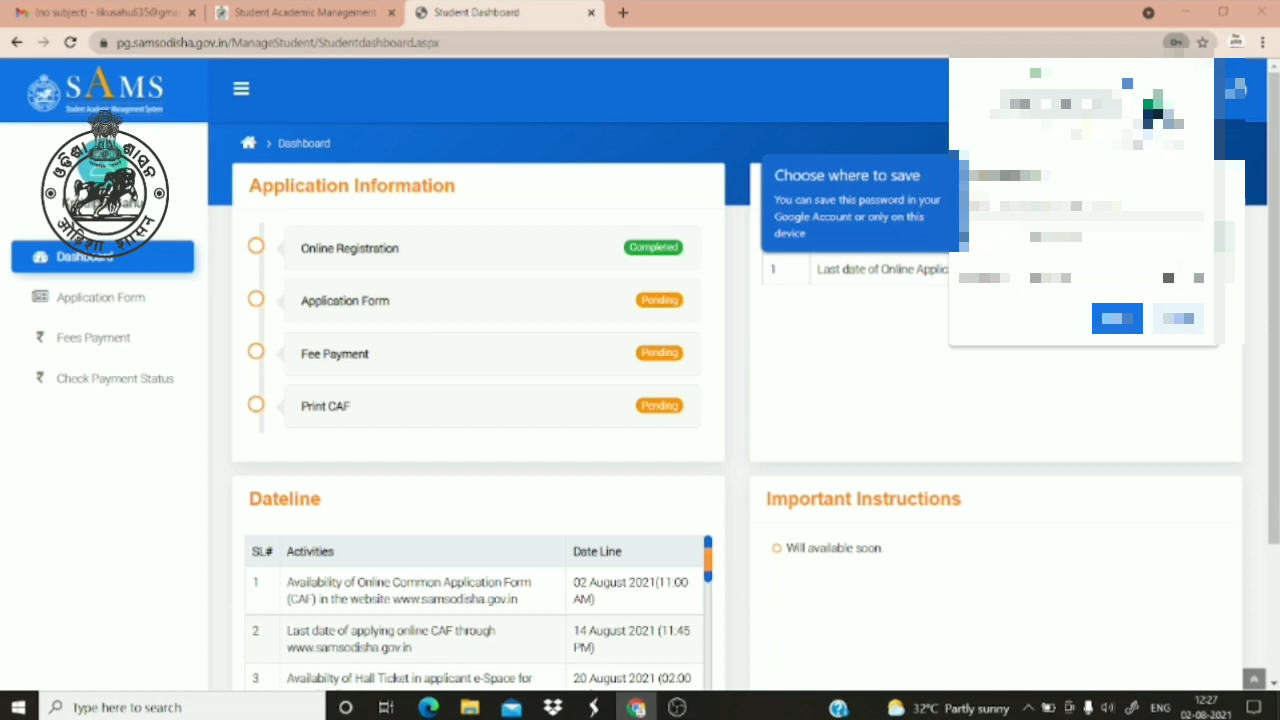 (no subject) - likusahu635@gma
Student Academic Management
Student Dashboard
pg.samsodisha.gov.in/ManageStudent/Studentdashboard.aspx
SAMS
Student Academic Management System
ଓଡ଼ିଶା ଶାସନ
ओड़िशा शासन
Dashboard
Application Form
Fees Payment
Check Payment Status
Dashboard
Application Information
Online Registration Completed
Application Form Pending
Fee Payment Pending
Print CAF Pending
Choose where to save
You can save this password in your
Google Account or only on this
device
1 Last date of Online Applic
Dateline
SL# Activities Date Line
1 Availability of Online Common Application Form 02 August 2021(11:00
(CAF) in the website www.samsodisha.gov.in AM)
2 Last date of applying online CAF through 14 August 2021 (11:45
www.samsodisha.gov.in PM)
3 Availabilty of Hall Ticket in applicant e-Space for 20 August 2021 (02.00
Important Instructions
Will available soon.
Type here to search
32°C Partly sunny
ENG
12:27
02-08-2021